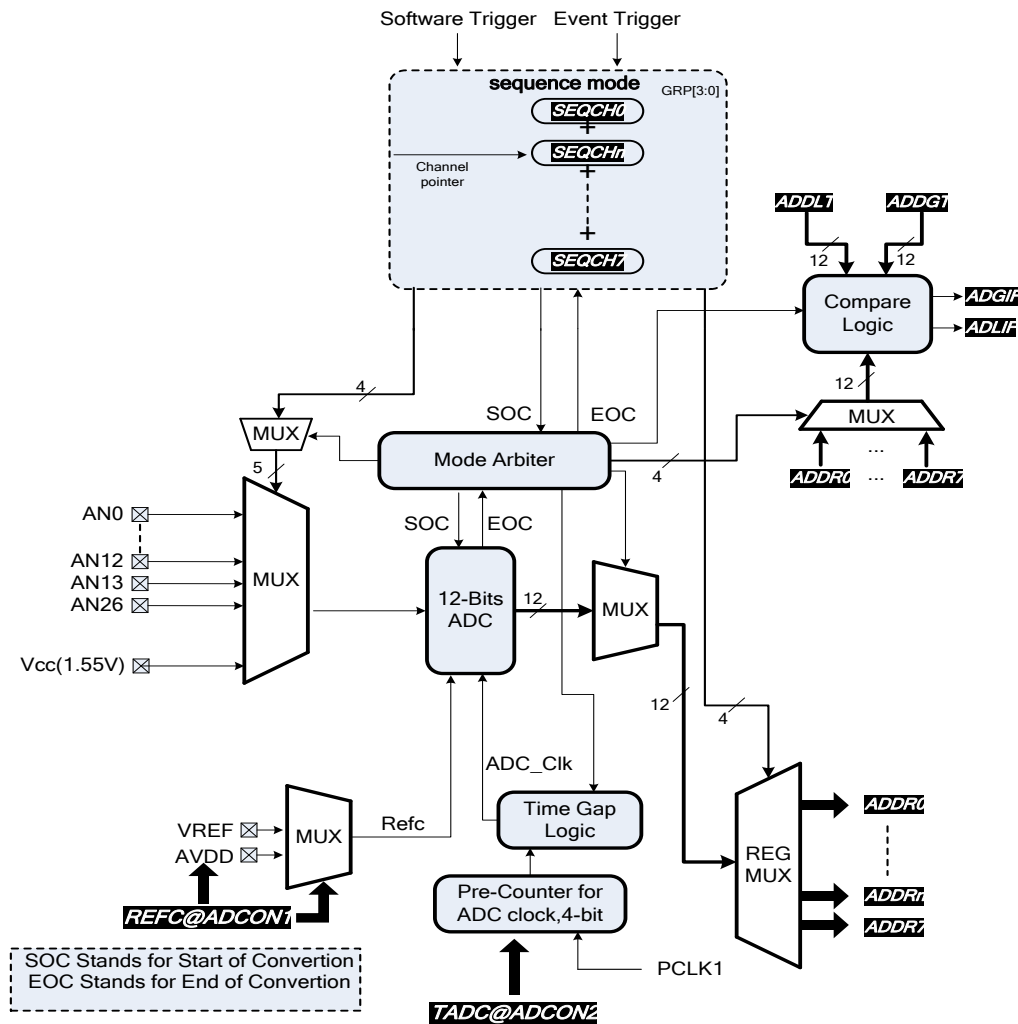 Software Trigger Event Trigger
sequence mode
GRP[3:0]
SEQCH0
+
SEQCHn
+
Channel
pointer
+
SEQCH7
ADDLT
ADDGT
12
12
Compare
Logic
ADGIF
ADLIF
12
MUX
...
ADDR0 ... ADDR7
4
MUX
5
SOC EOC
Mode Arbiter
4
SOC EOC
AN0
AN12
AN13
AN26
Vcc(1.55V)
MUX
12-Bits
ADC
12
MUX
12
4
ADC_Clk
VREF
AVDD
MUX
Refc
Time Gap
Logic
REG
MUX
ADDR0
ADDRn
ADDR7
REFC@ADCON1
Pre-Counter for
ADC clock,4-bit
PCLK1
TADC@ADCON2
SOC Stands for Start of Convertion
EOC Stands for End of Convertion